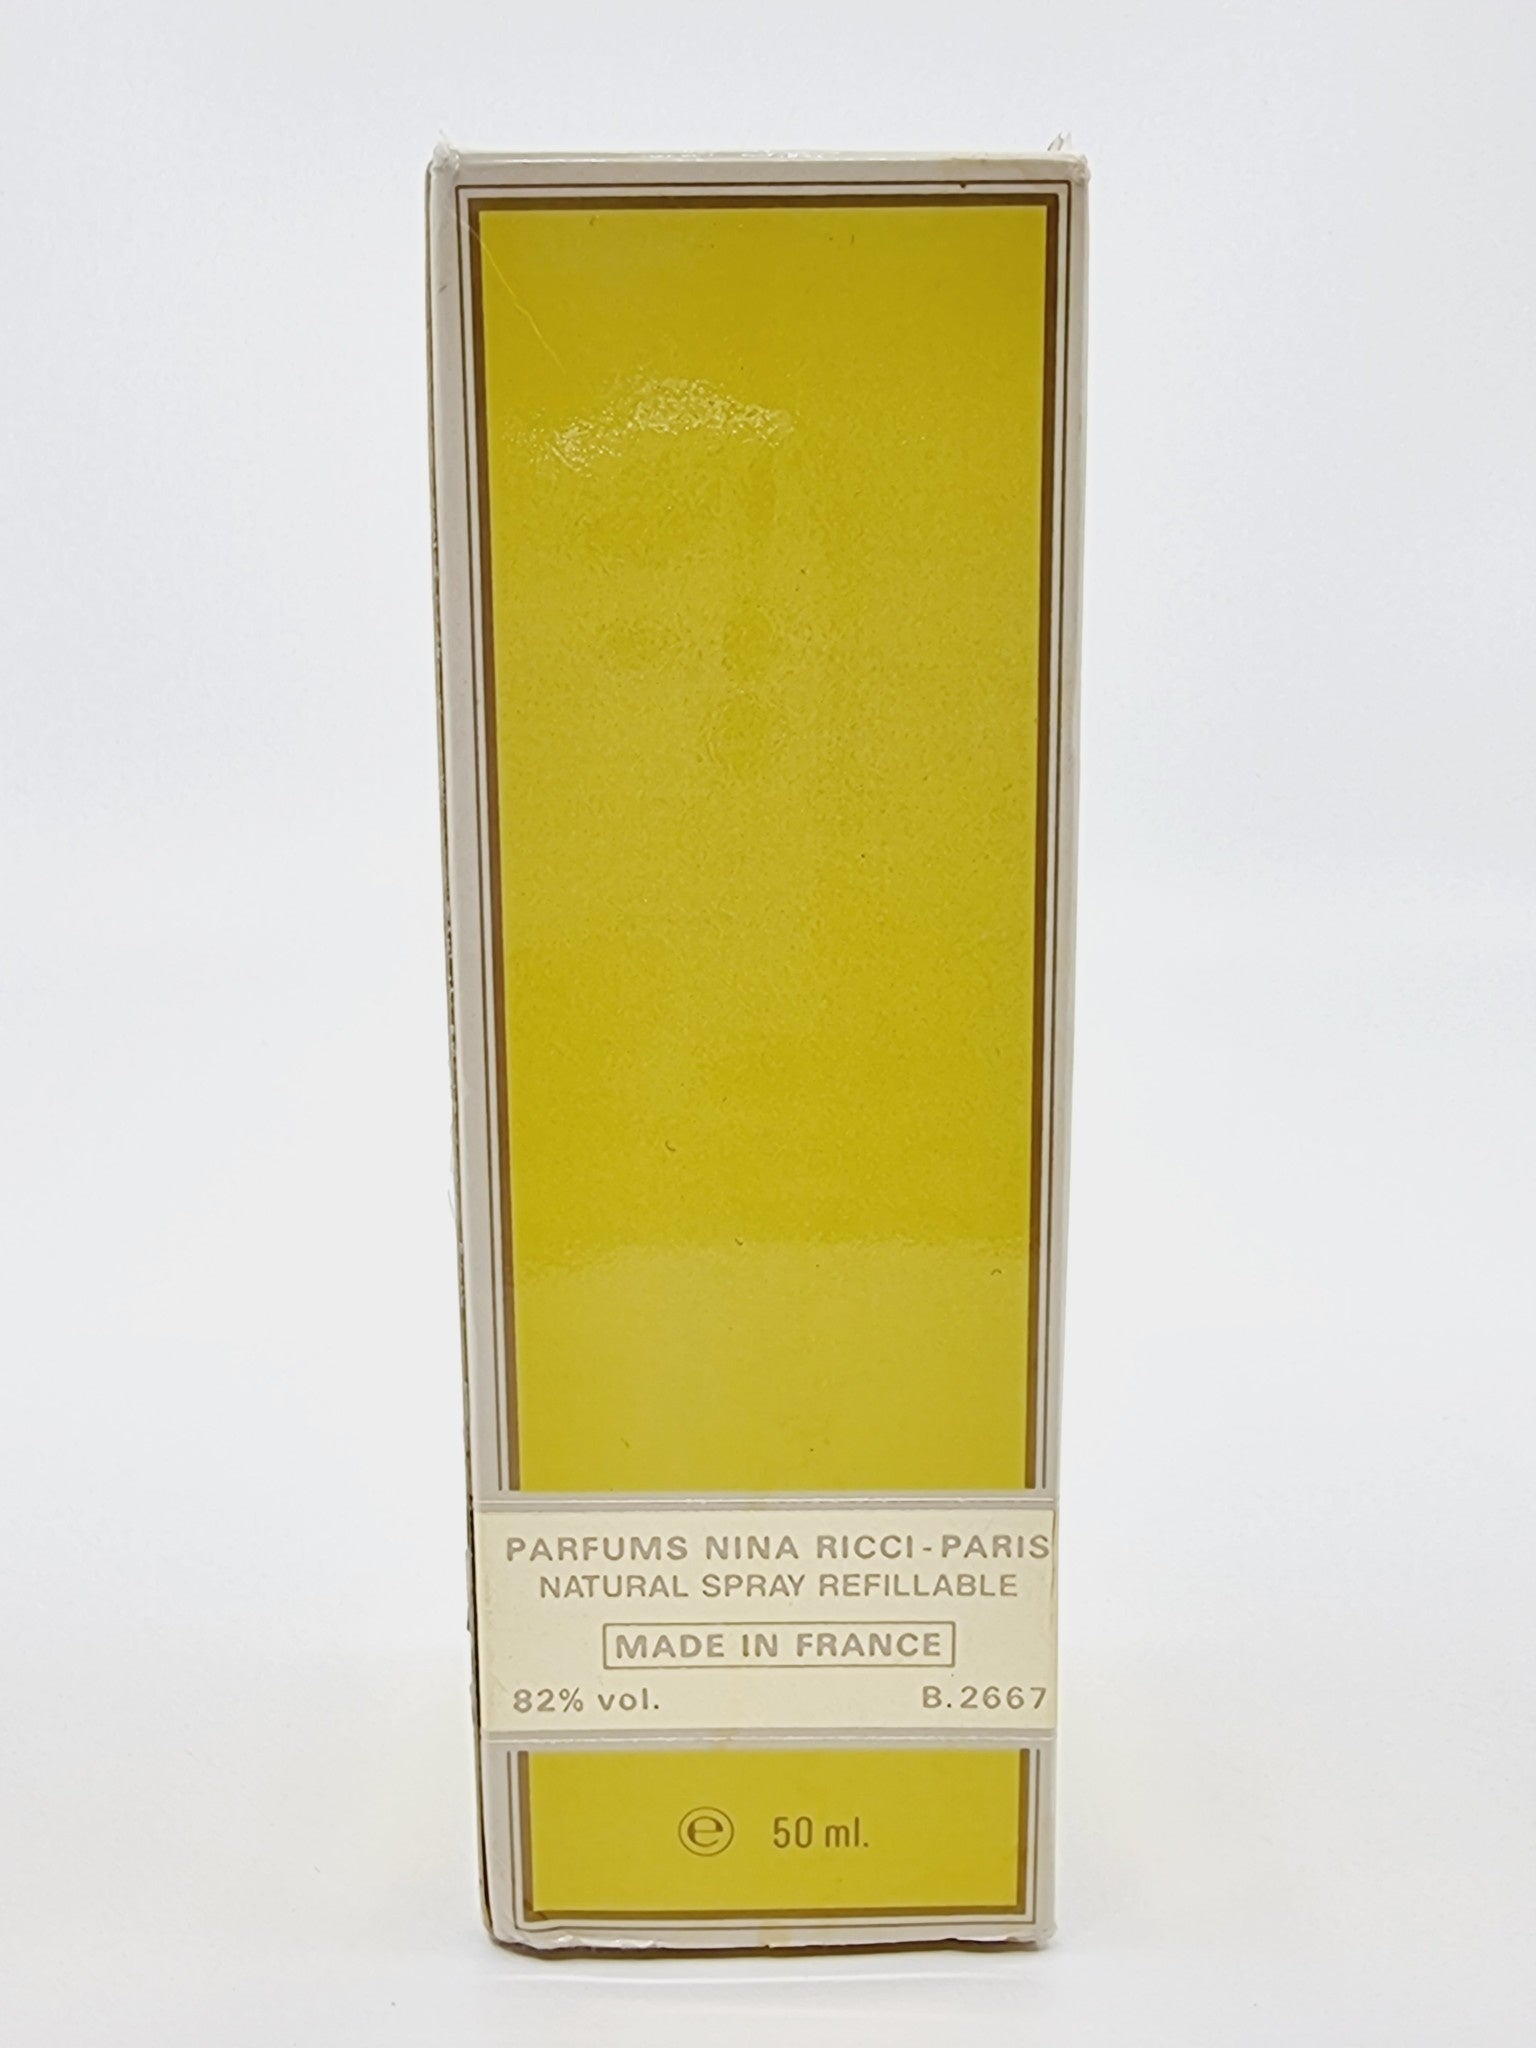 PARFUMS NINA RICCI-PARIS
NATURAL SPRAY REFILLABLE
MADE IN FRANCE
82% vol. B.2667
℮ 50 ml.